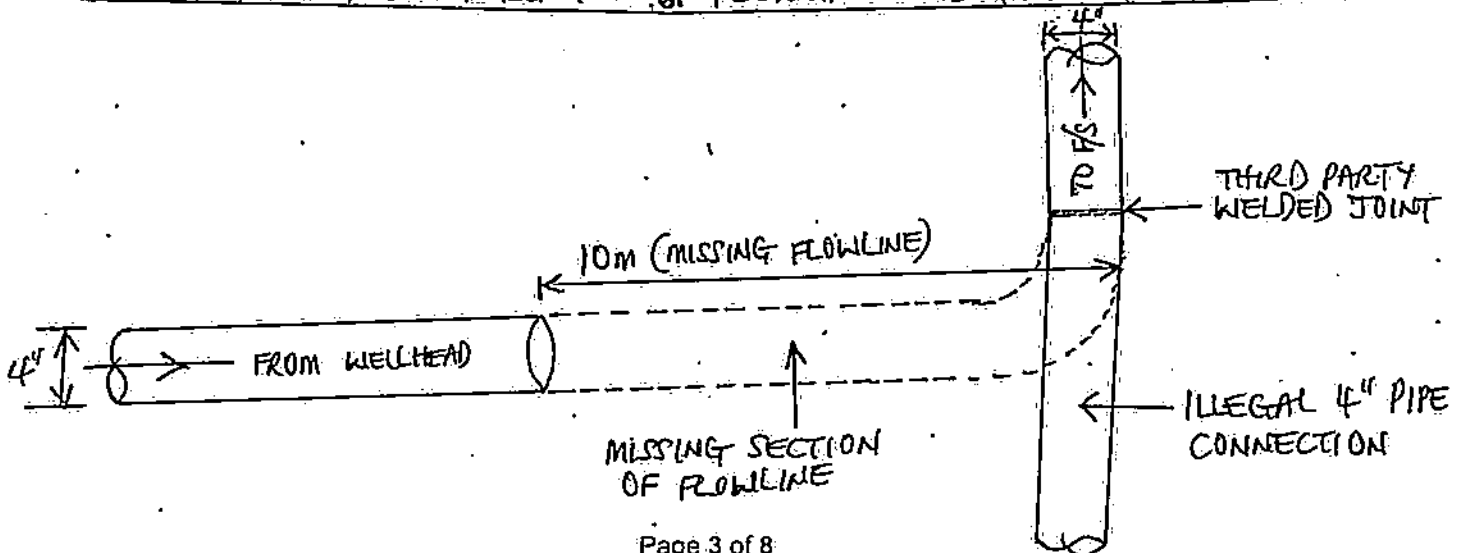 4"
TO F/S
THIRD PARTY
WELDED JOINT
10m (MISSING FLOWLINE)
4"
FROM WELLHEAD
ILLEGAL 4" PIPE
CONNECTION
MISSING SECTION
OF FLOWLINE
Page 3 of 8